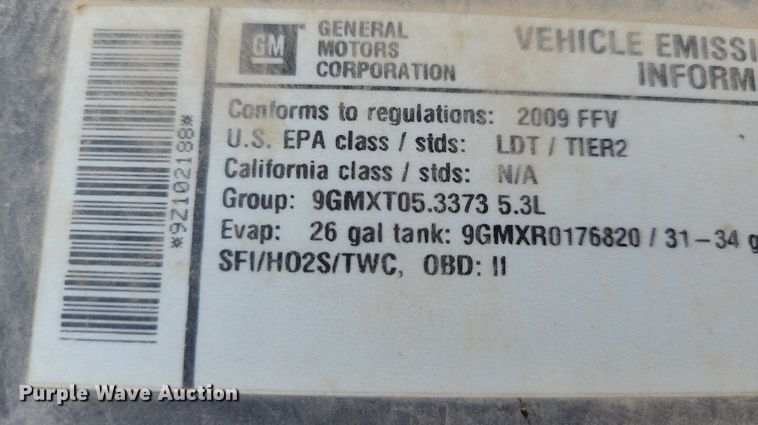 GM
GENERAL
MOTORS
CORPORATION
VEHICLE EMISSI
INFORM
Conforms to regulations: 2009 FFV
U.S. EPA class / stds: LDT / TIER2
California class / stds: N/A
Group: 9GMXT05.3373 5.3L
Evap: 26 gal tank: 9GMXR0176820 / 31-34 g
SFI/HO2S/TWC, OBD: II
*9Z102188*
Purple Wave Auction